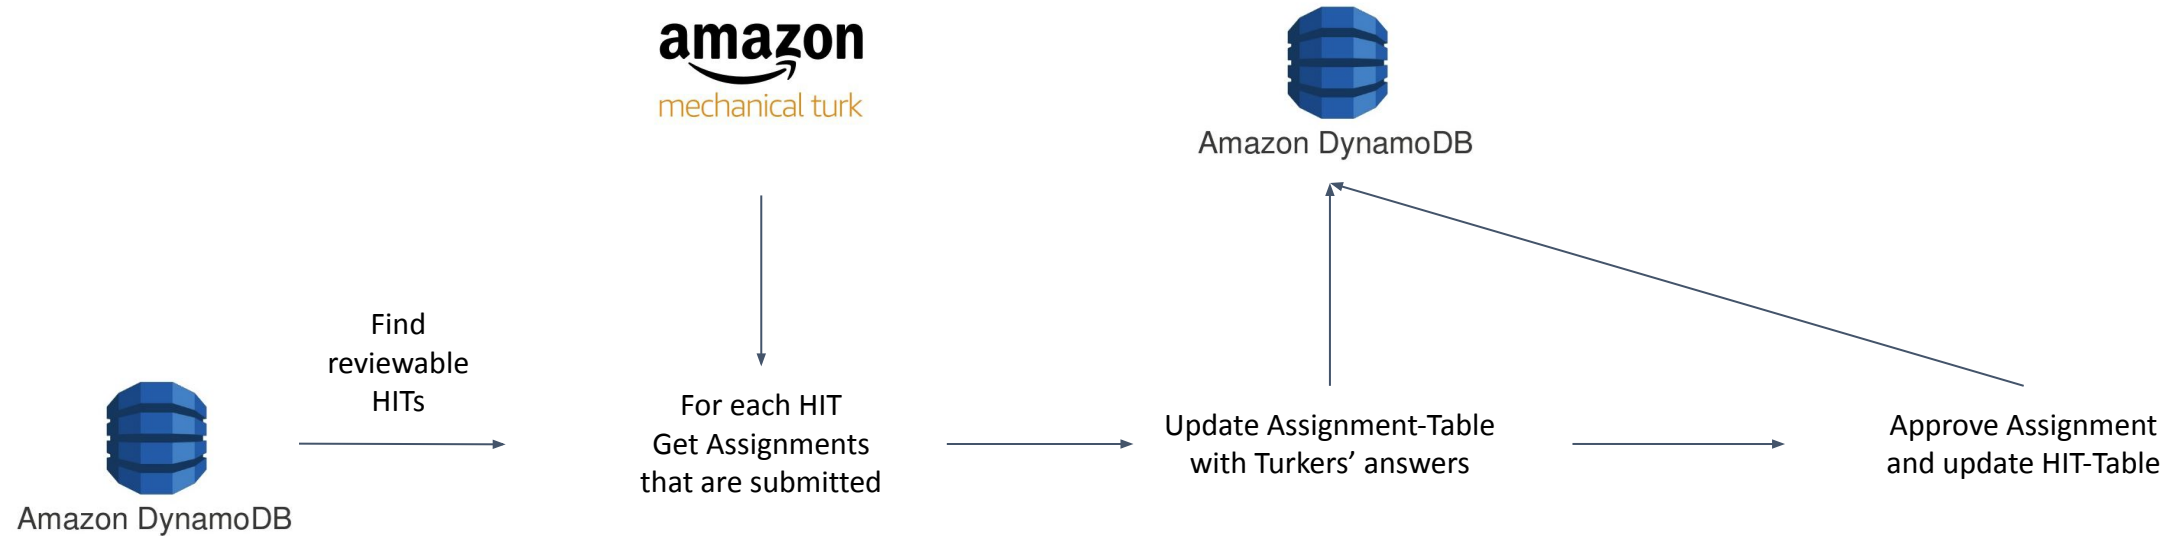 amazon
mechanical turk
Amazon DynamoDB
Find
reviewable
HITs
Amazon DynamoDB
For each HIT
Get Assignments
that are submitted
Update Assignment-Table
with Turkers’ answers
Approve Assignment
and update HIT-Table